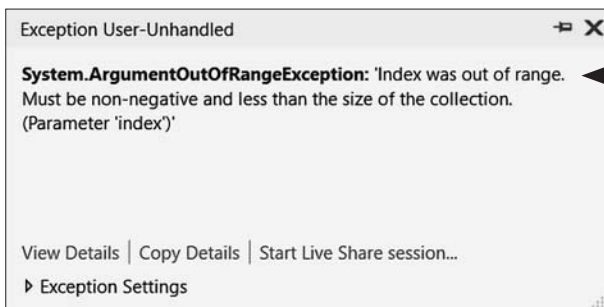 Exception User-Unhandled
System.ArgumentOutOfRangeException: 'Index was out of range.
Must be non-negative and less than the size of the collection.
(Parameter 'index')'
View Details | Copy Details | Start Live Share session...
Exception Settings